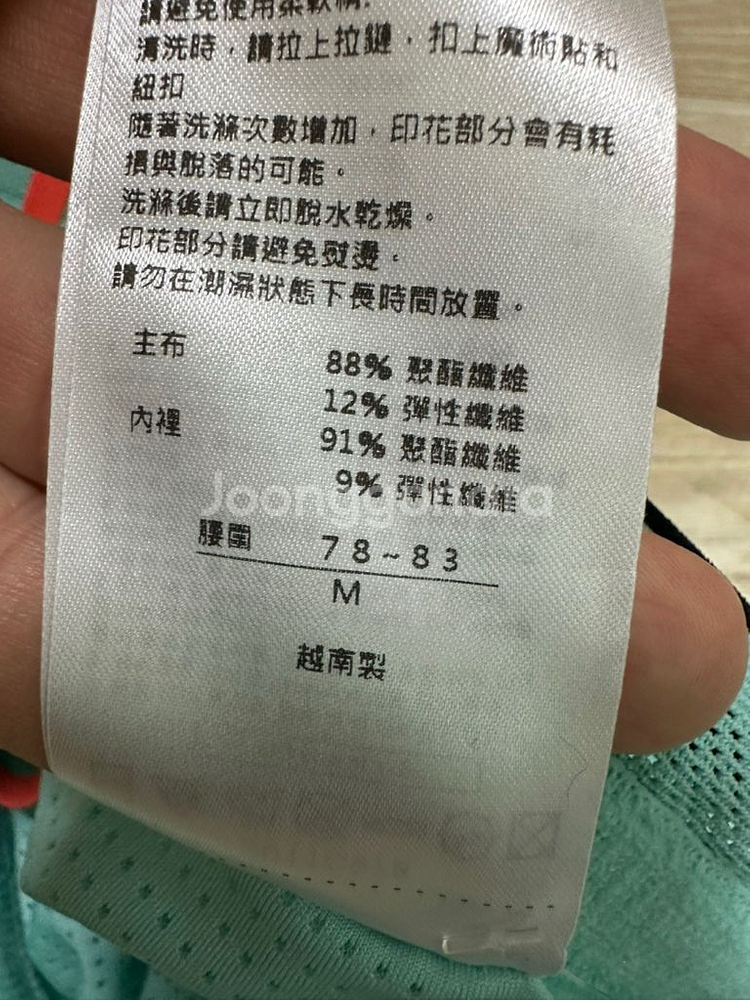 請避免使用柔軟精.
清洗時，請拉上拉鏈，扣上魔術貼和
紐扣
隨著洗滌次數增加，印花部分會有耗
損與脫落的可能。
洗滌後請立即脫水乾燥。
印花部分請避免熨燙。
請勿在潮濕狀態下長時間放置。
主布 88% 聚酯纖維
12% 彈性纖維
內裡 91% 聚酯纖維
9% 彈性纖維
Joonggonara
腰圍 78~83
M
越南製